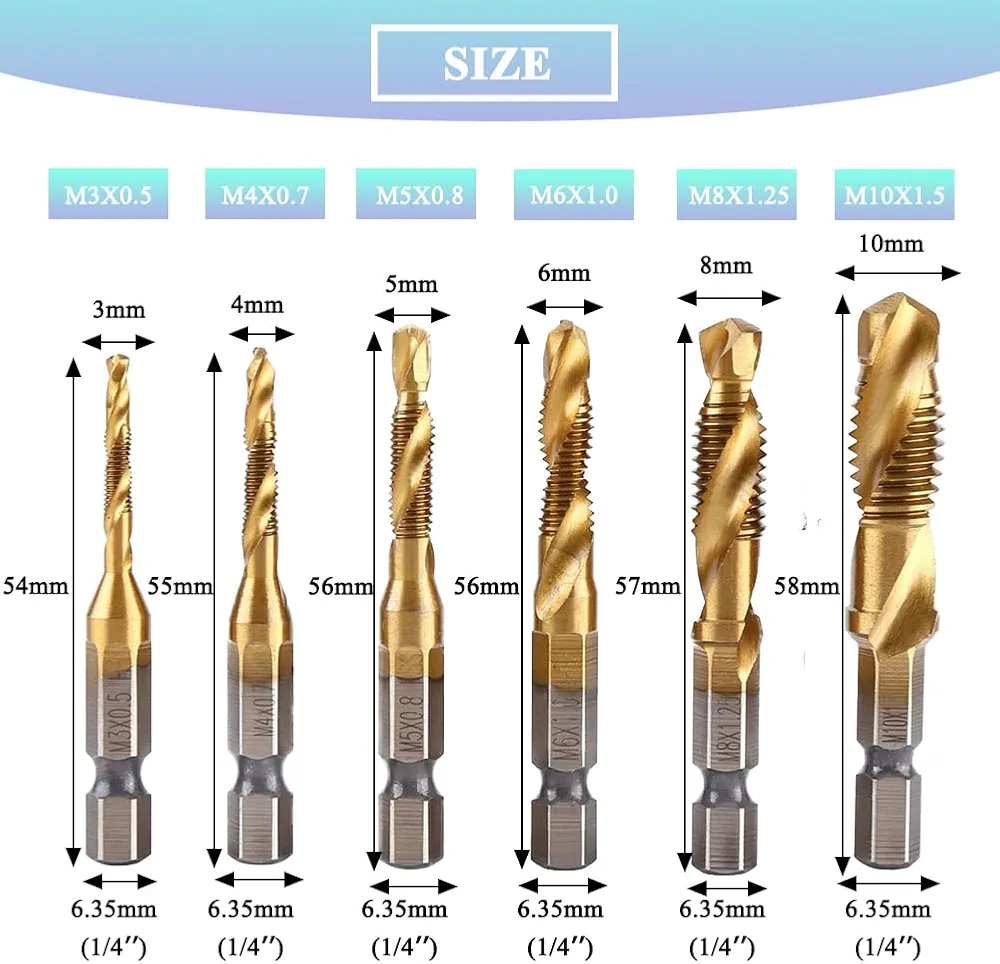 SIZE
M3X0.5 M4X0.7 M5X0.8 M6X1.0 M8X1.25 M10X1.5
3mm 4mm 5mm 6mm 8mm 10mm
54mm 55mm 56mm 56mm 57mm 58mm
M3X0.5 M4X0.7 M5X0.8 M6X1.0 M8X1.25 M10X1
6.35mm 6.35mm 6.35mm 6.35mm 6.35mm 6.35mm
(1/4″) (1/4″) (1/4″) (1/4″) (1/4″) (1/4″)